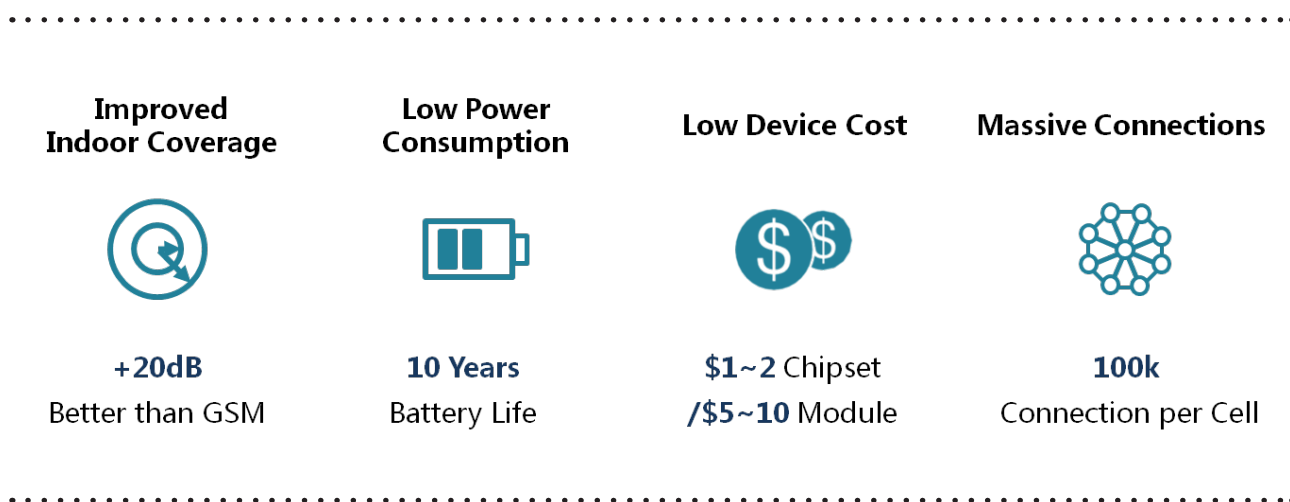 Improved
Indoor Coverage
+20dB
Better than GSM
Low Power
Consumption
10 Years
Battery Life
Low Device Cost
$ $
$1~2 Chipset
/$5~10 Module
Massive Connections
100k
Connection per Cell